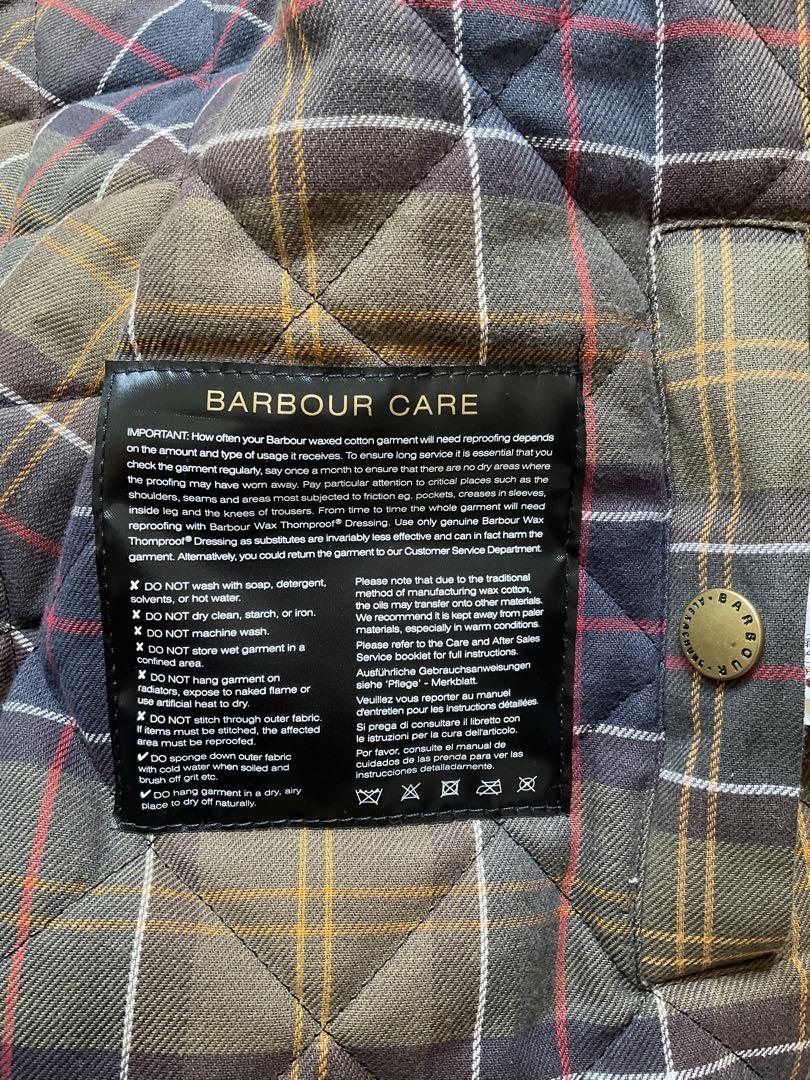 BARBOUR CARE
IMPORTANT: How often your Barbour waxed cotton garment will need reproofing depends
on the amount and type of usage it receives. To ensure long service it is essential that you
check the garment regularly, say once a month to ensure that there are no dry areas where
the proofing may have worn away. Pay particular attention to critical places such as the
shoulders, seams and areas most subjected to friction eg. pockets, creases in sleeves,
inside leg and the knees of trousers. From time to time the whole garment will need
reproofing with Barbour Wax Thornproof® Dressing. Use only genuine Barbour Wax
Thornproof® Dressing as substitutes are invariably less effective and can in fact harm the
garment. Alternatively, you could return the garment to our Customer Service Department.
✘ DO NOT wash with soap, detergent,
solvents, or hot water.
✘ DO NOT dry clean, starch, or iron.
✘ DO NOT machine wash.
✘ DO NOT store wet garment in a
confined area.
✘ DO NOT hang garment on
radiators, expose to naked flame or
use artificial heat to dry.
✘ DO NOT stitch through outer fabric.
If items must be stitched, the affected
area must be reproofed.
✔ DO sponge down outer fabric
with cold water when soiled and
brush off grit etc.
✔ DO hang garment in a dry, airy
place to dry off naturally.
Please note that due to the traditional
method of manufacturing wax cotton,
the oils may transfer onto other materials.
We recommend it is kept away from paler
materials, especially in warm conditions.
Please refer to the Care and After Sales
Service booklet for full instructions.
Ausführliche Gebrauchsanweisungen
siehe 'Pflege' - Merkblatt.
Veuillez vous reporter au manuel
d'entretien pour les instructions détaillées.
Si prega di consultare il libretto con
le istruzioni per la cura dell'articolo.
Por favor, consulte el manual de
cuidados de las prenda para ver las
instrucciones detalladamente.
BARBOUR